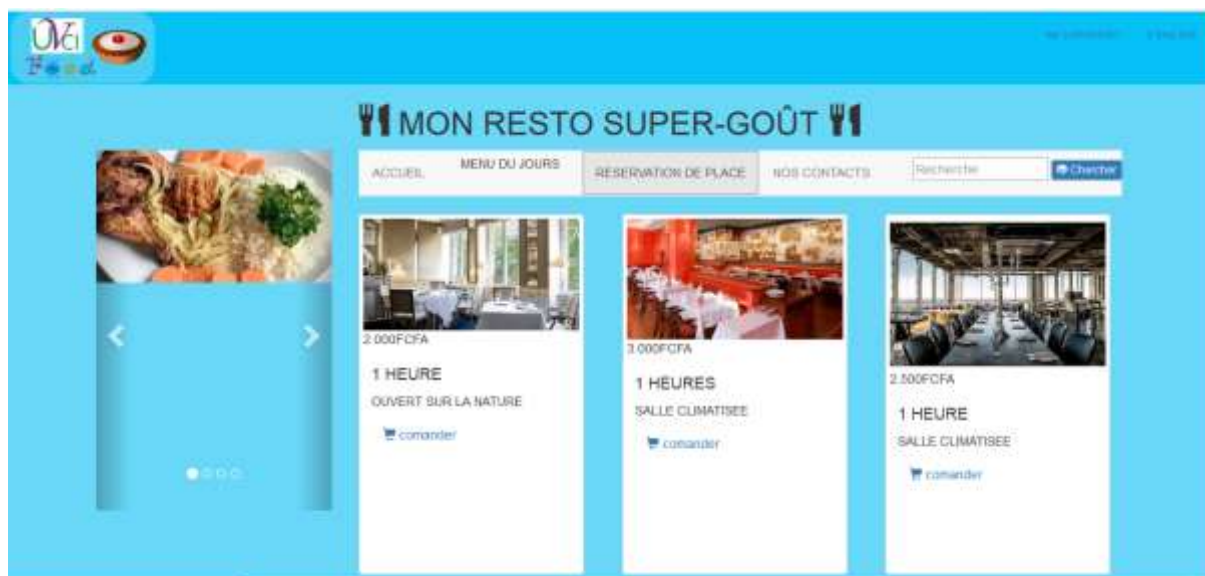 UVCI
Food
MON RESTO SUPER-GOÛT
ACCUEIL
MENU DU JOURS
RESERVATION DE PLACE
NOS CONTACTS
Rechercher
Chercher
2 000FCFA
1 HEURE
OUVERT SUR LA NATURE
comander
3 000FCFA
1 HEURES
SALLE CLIMATISEE
comander
2 500FCFA
1 HEURE
SALLE CLIMATISEE
comander